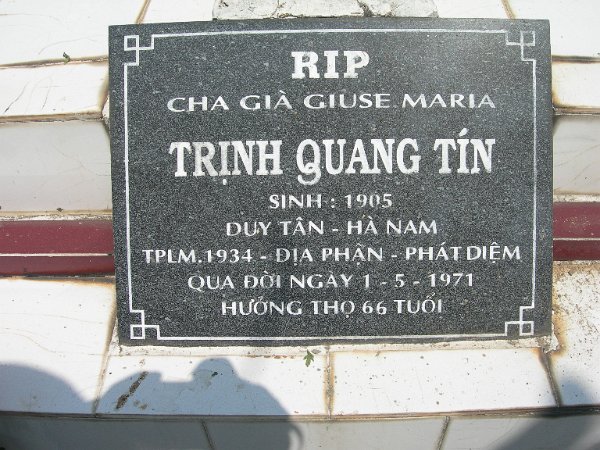 RIP
CHA GIÀ GIUSE MARIA
TRỊNH QUANG TÍN
SINH : 1905
DUY TÂN - HÀ NAM
TPLM.1934 - ĐỊA PHẬN - PHÁT DIỆM
QUA ĐỜI NGÀY 1 - 5 - 1971
HƯỞNG THỌ 66 TUỔI